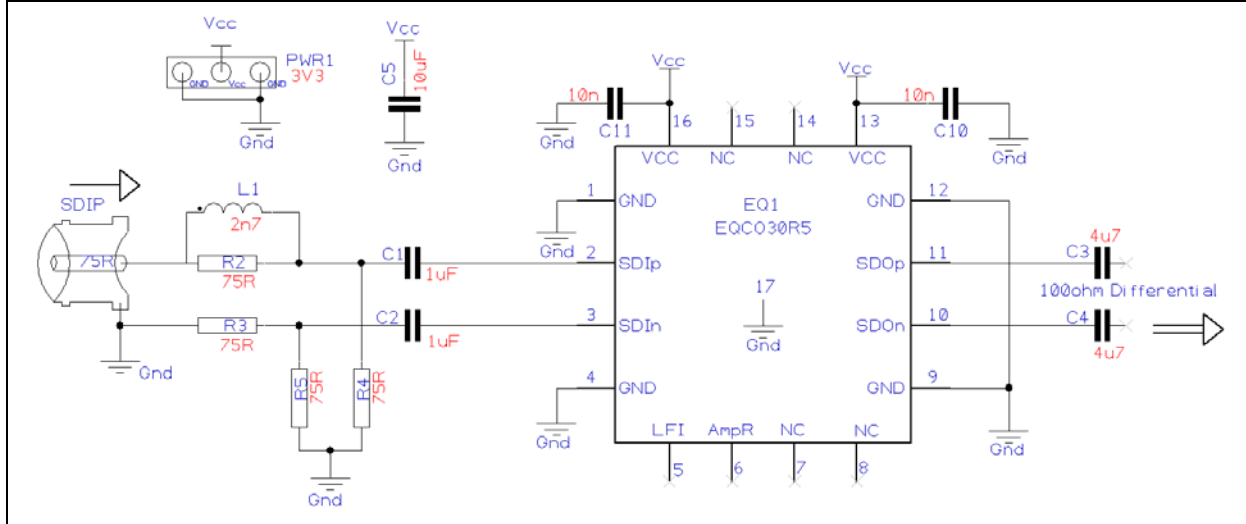 Vcc
PWR1
3V3
GND
Vcc
GND
Gnd
Vcc
C5
10uF
Gnd
Vcc
10n
C11
Gnd
16
15
14
Vcc
13
10n
C10
Gnd
VCC
NC
NC
VCC
SDIP
75R
L1
2n7
R2
75R
R3
75R
Gnd
C1
1uF
C2
1uF
R5
75R
R4
75R
Gnd
1
GND
Gnd
2
SDIp
3
SDIn
4
GND
Gnd
EQ1
EQCO30R5
17
Gnd
12
GND
11
SDOp
10
SDOn
9
GND
Gnd
C3
4u7
100ohm Differential
C4
4u7
LFI
AmpR
NC
NC
5
6
7
8